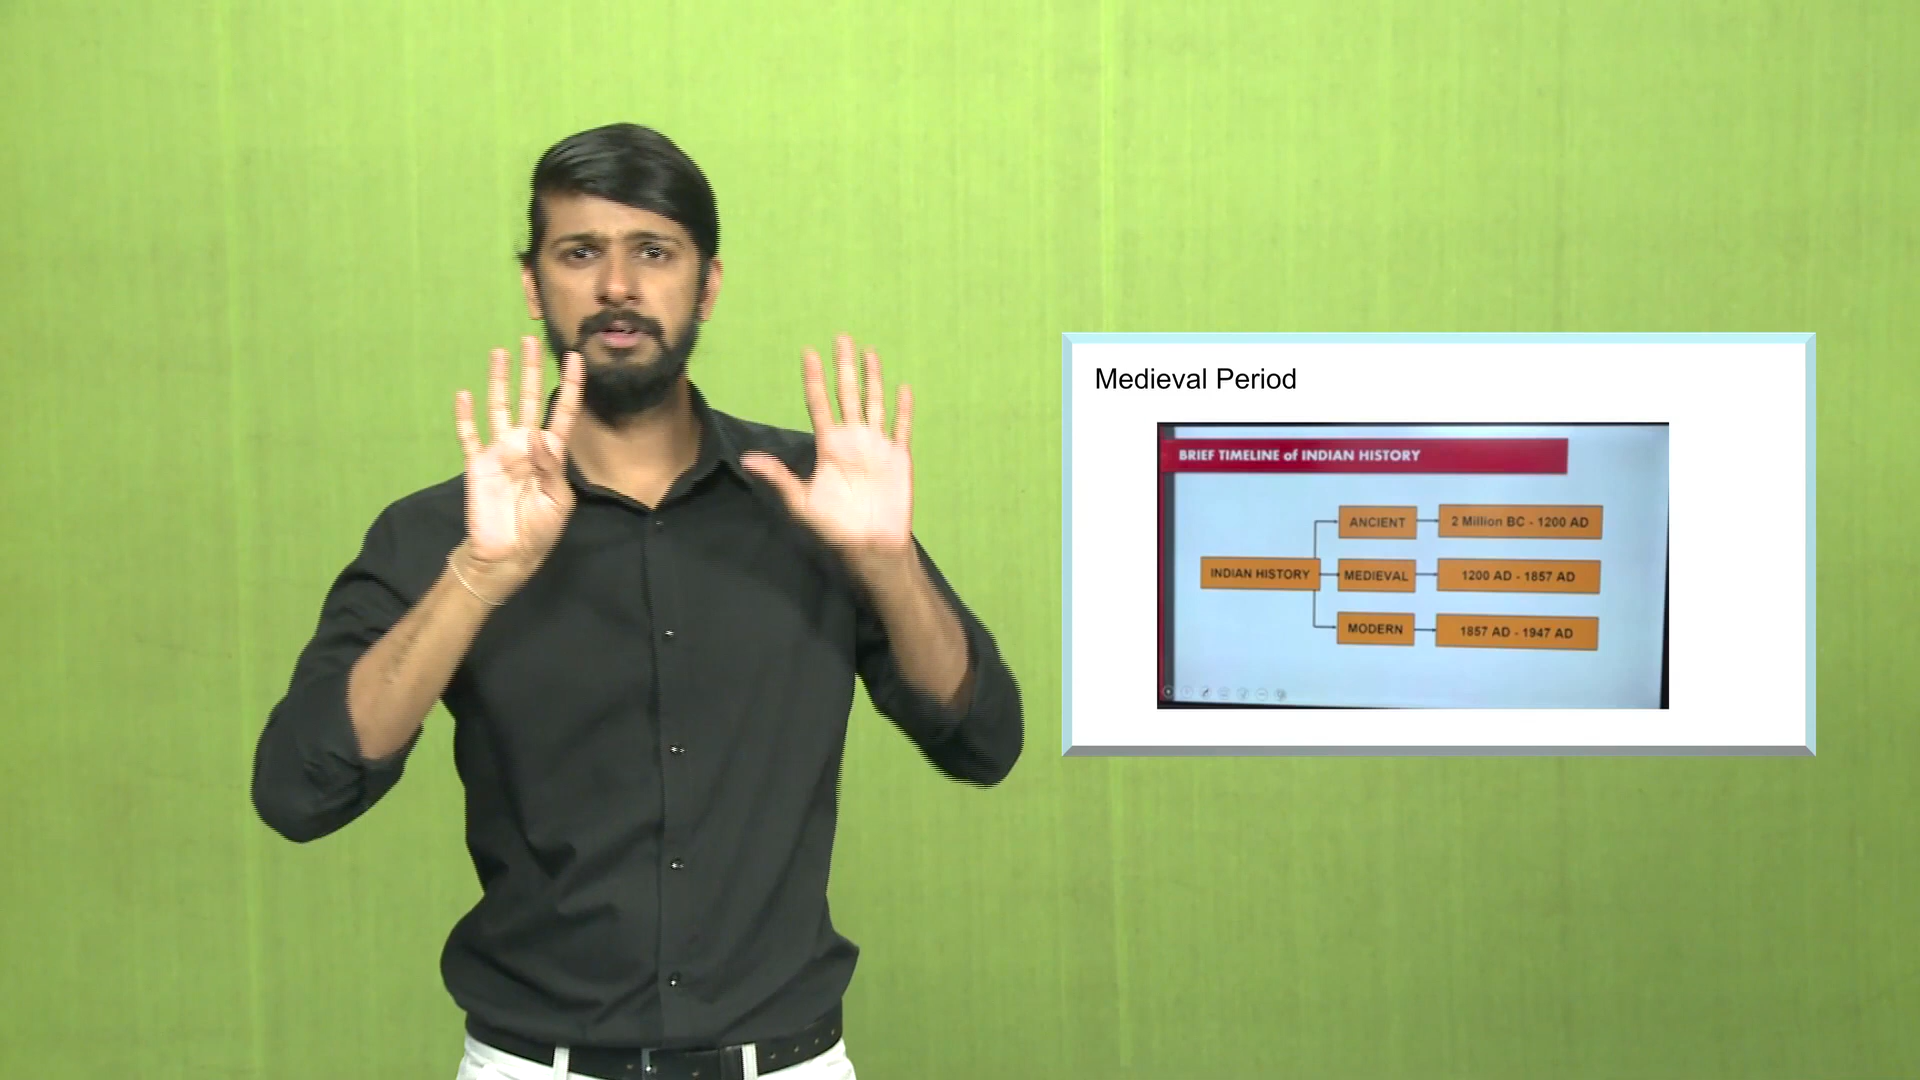 Medieval Period
BRIEF TIMELINE of INDIAN HISTORY
ANCIENT
2 Million BC - 1200 AD
INDIAN HISTORY
MEDIEVAL
1200 AD - 1857 AD
MODERN
1857 AD - 1947 AD